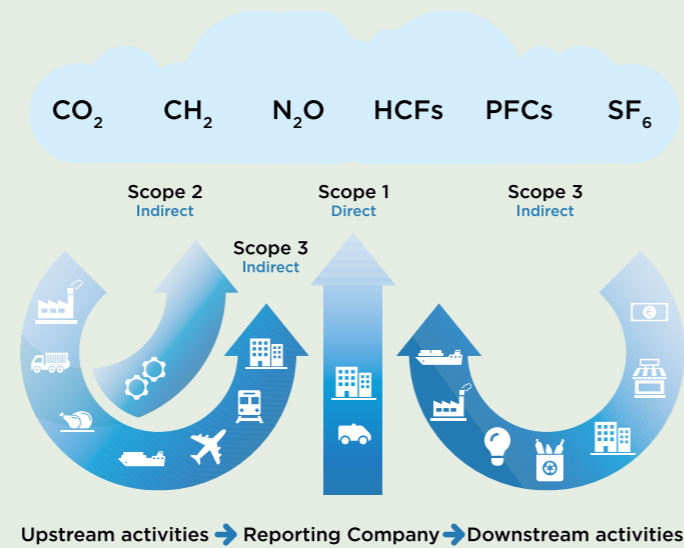 CO₂ CH₂ N₂O HCFs PFCs SF₆
Scope 2 Scope 1 Scope 3
Indirect Direct Indirect
Scope 3
Indirect
€
Upstream activities → Reporting Company → Downstream activities